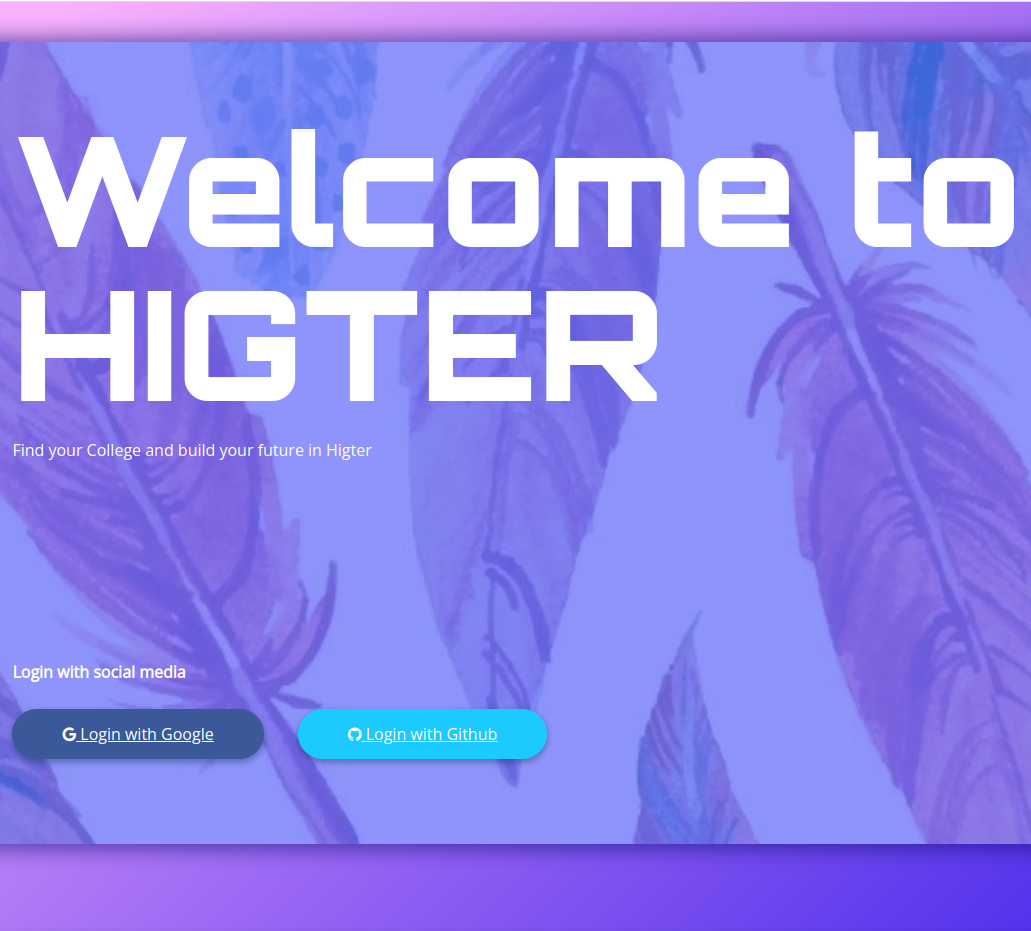 Welcome to
HIGTER
Find your College and build your future in Higter
Login with social media
Login with Google
Login with Github